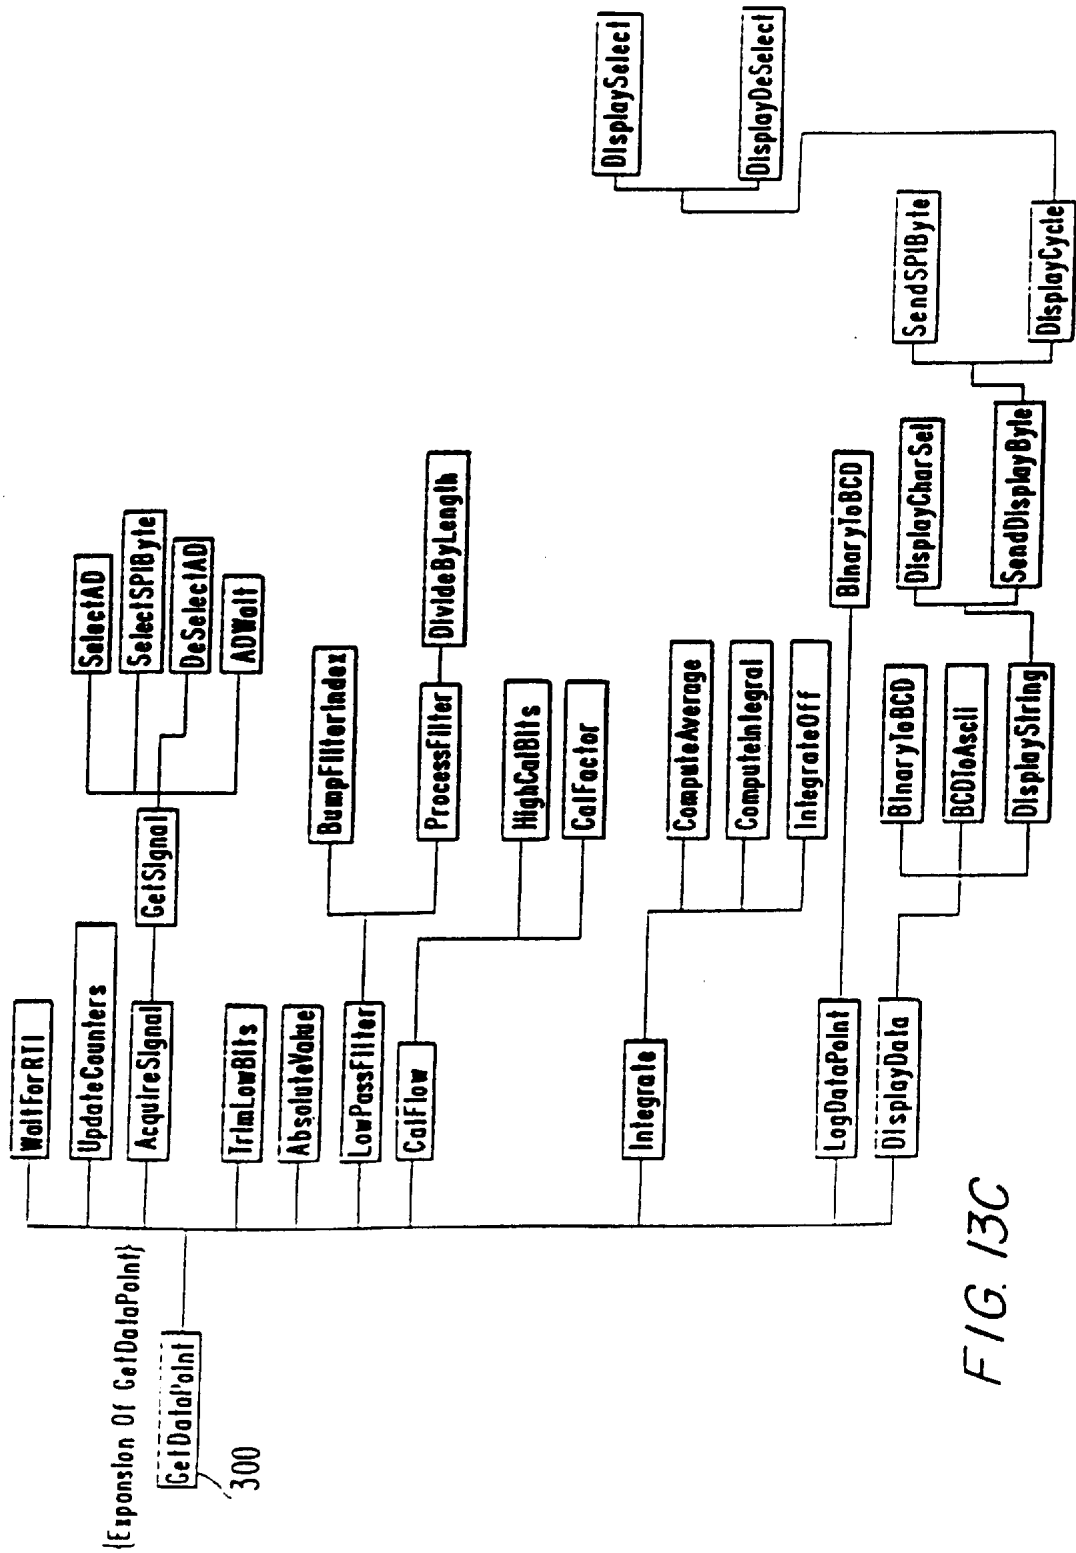 {Expansion Of GetDataPoint}
GetDataPoint
300
WaitForRTI
UpdateCounters
AcquireSignal
GetSignal
SelectAD
SelectSPIByte
DeSelectAD
ADWait
TrimLowBits
AbsoluteValue
LowPassFilter
BumpFilterIndex
ProcessFilter
DivideByLength
CalFlow
HighCalBits
CalFactor
Integrate
ComputeAverage
ComputeIntegral
IntegrateOff
LogDataPoint
BinaryToBCD
DisplayData
BinaryToBCD
BCDToAscii
DisplayString
DisplayCharSet
SendDisplayByte
SendSPIByte
DisplayCycle
DisplaySelect
DisplayDeSelect
FIG. 13C